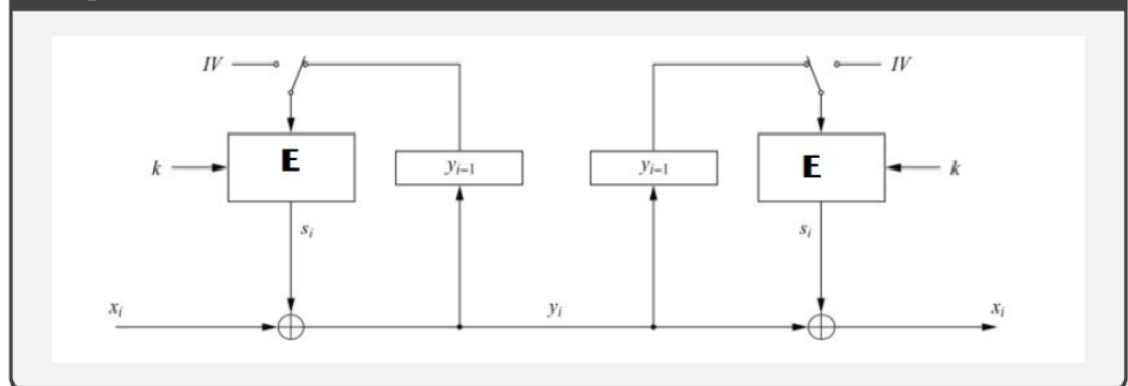 IV IV
k E y_{i-1} y_{i-1} E k
s_i s_i
x_i y_i x_i